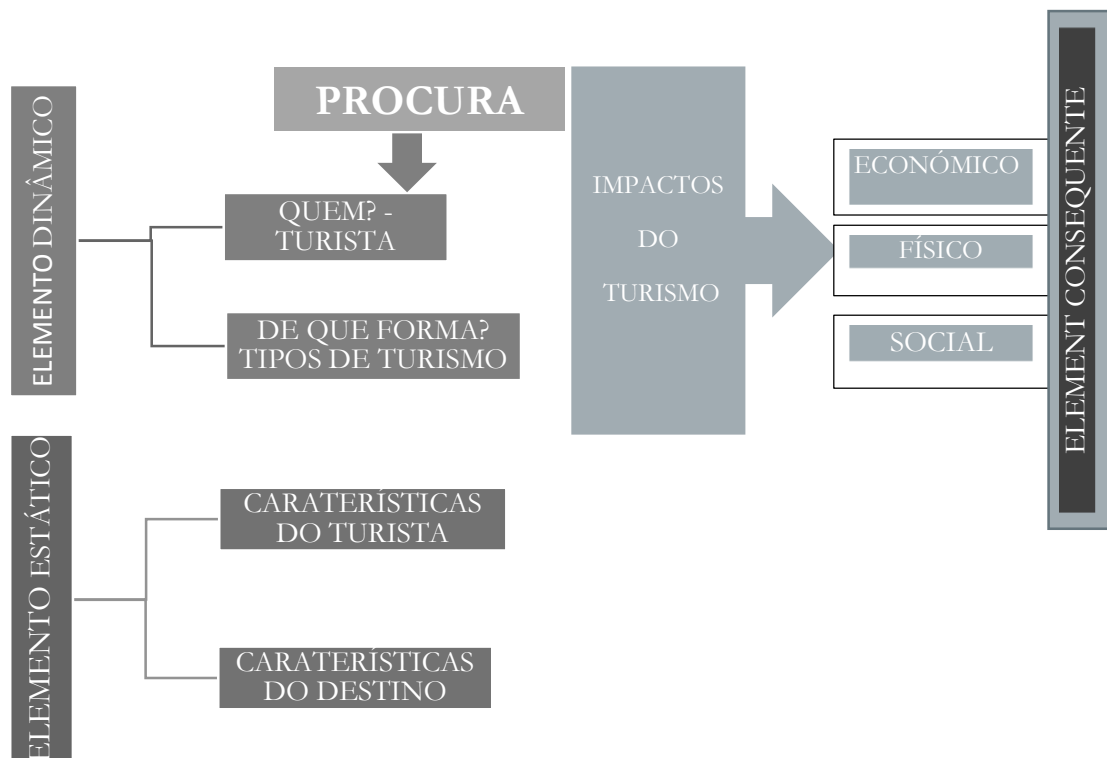 ELEMENTO DINÂMICO
PROCURA
QUEM? -
TURISTA
DE QUE FORMA?
TIPOS DE TURISMO
IMPACTOS
DO
TURISMO
ECONÓMICO
FÍSICO
SOCIAL
ELEMENT CONSEQUENTE
ELEMENTO ESTÁTICO
CARATERÍSTICAS
DO TURISTA
CARATERÍSTICAS
DO DESTINO